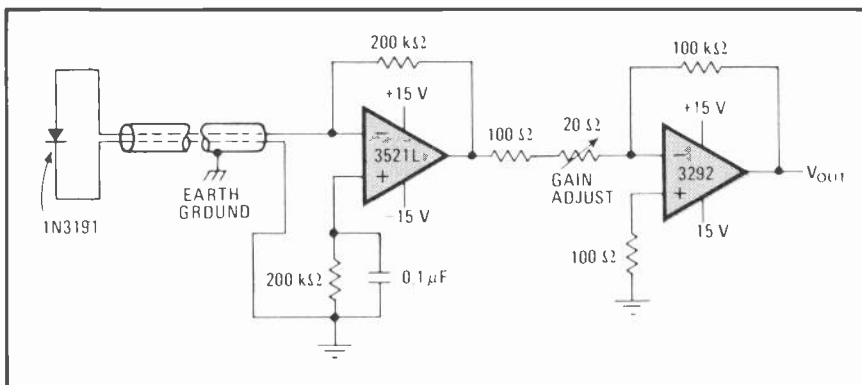 200 kΩ
100 kΩ
+15 V
+15 V
20 Ω
100 Ω
3521L
3292
V_OUT
EARTH
GROUND
GAIN
ADJUST
1N3191
−15 V
15 V
100 Ω
200 kΩ
0.1 µF